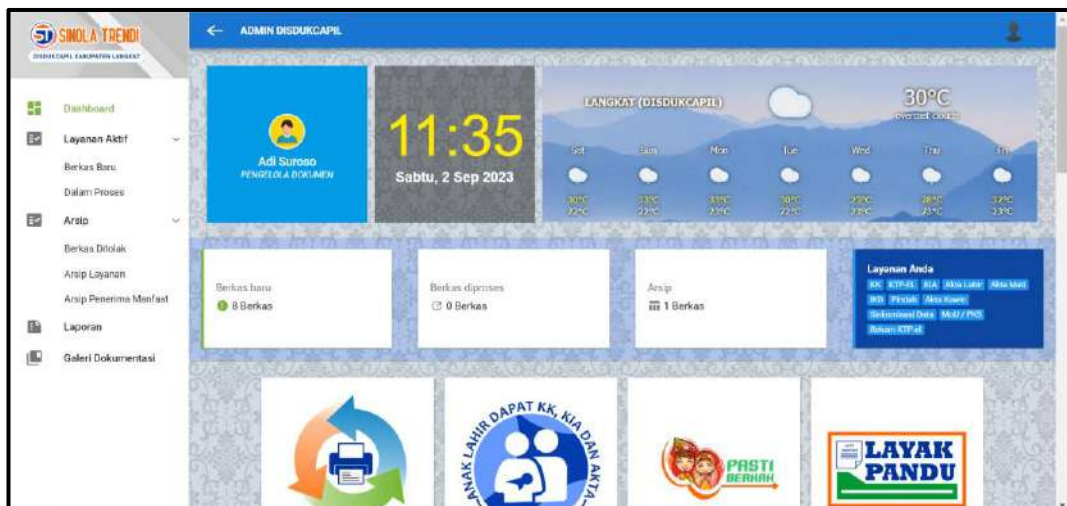 SIMOLA TRENDI
DISDUKCAPIL KABUPATEN LANGKAT
Dashboard
Layanan Aktif
Berkas Baru
Dalam Proses
Arsip
Berkas Ditolak
Arsip Layanan
Arsip Penerima Manfaat
Laporan
Galeri Dokumentasi
ADMIN DISDUKCAPIL
Adi Suroso
PENGELOLA DOKUMEN
11:35
Sabtu, 2 Sep 2023
LANGKAT (DISDUKCAPIL)
30°C
overcast clouds
Sat Sun Mon Tue Wed Thu Fri
Berkas baru
8 Berkas
Berkas diproses
0 Berkas
Arsip
1 Berkas
Layanan Anda
KK KTP-EL KIA Akta Lahir Akta Mati
IKD Pindah Akta Kawin
Sinkronisasi Data MoU / PKS
Rekam KTP-el
ANAK LAHIR DAPAT KK, KIA DAN AKTA
PASTI
BERKAH
LAYAK
PANDU